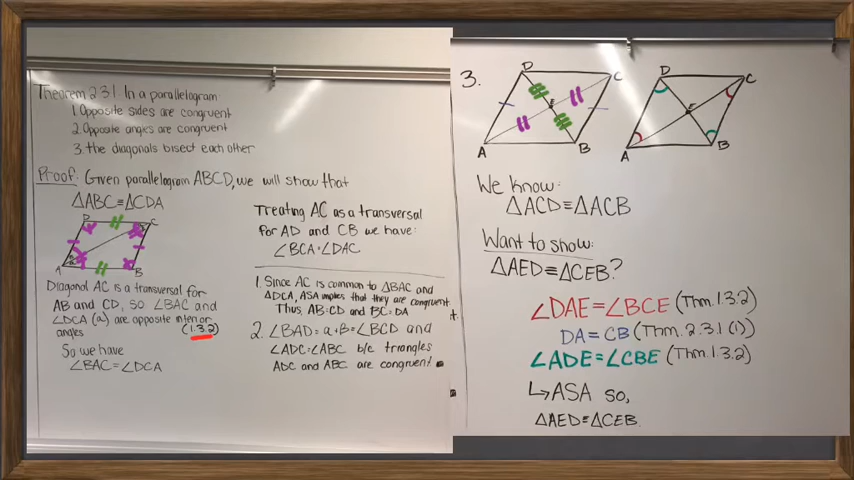 Theorem 2.3.1 In a parallelogram:
1. Opposite sides are congruent
2. Opposite angles are congruent
3. the diagonals bisect each other
Proof: Given parallelogram ABCD, we will show that
△ABC≡△CDA
D C
A B
Diagonal AC is a transversal for
AB and CD, so ∠BAC and
∠DCA (a) are opposite interior
angles (1.3.2)
So we have
∠BAC=∠DCA
Treating AC as a transversal
for AD and CB we have:
∠BCA=∠DAC
1. Since AC is common to △BAC and
△DCA, ASA implies that they are congruent.
Thus, AB=CD and BC=DA
2. ∠BAD=a+B=∠BCD and
∠ADC=∠ABC b/c triangles
ADC and ABC are congruent
3.
D C
E
A B
D C
E
A B
We know:
△ACD≡△ACB
Want to show:
△AED≡△CEB?
∠DAE=∠BCE (Thm. 1.3.2)
DA=CB (Thm. 2.3.1 (1))
∠ADE=∠CBE (Thm. 1.3.2)
↳ASA so,
△AED≡△CEB